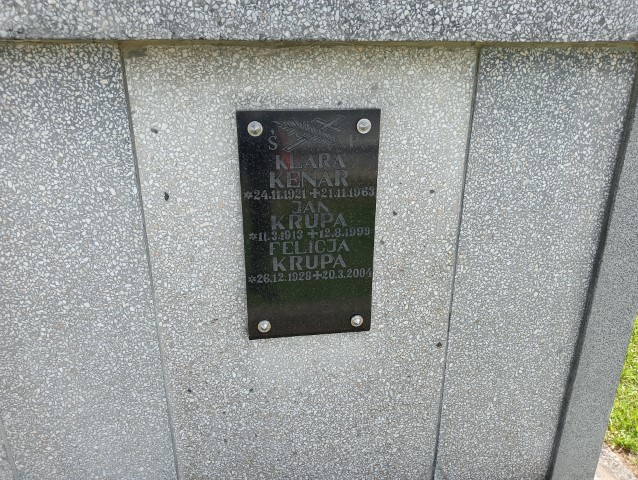 Ś P
KLARA
KENAR
*24.11.1921 +21.11.1963
JAN
KRUPA
*11.3.1913 +12.8.1999
FELICJA
KRUPA
*26.12.1928+20.3.2004